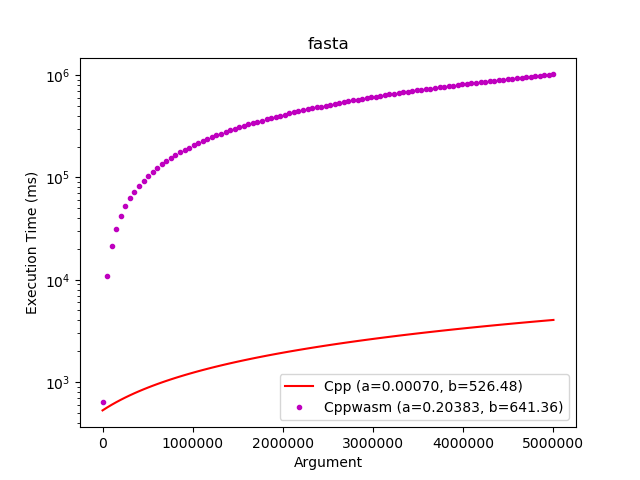 fasta
Execution Time (ms)
10^6
10^5
10^4
10^3
Cpp (a=0.00070, b=526.48)
Cppwasm (a=0.20383, b=641.36)
0 1000000 2000000 3000000 4000000 5000000
Argument